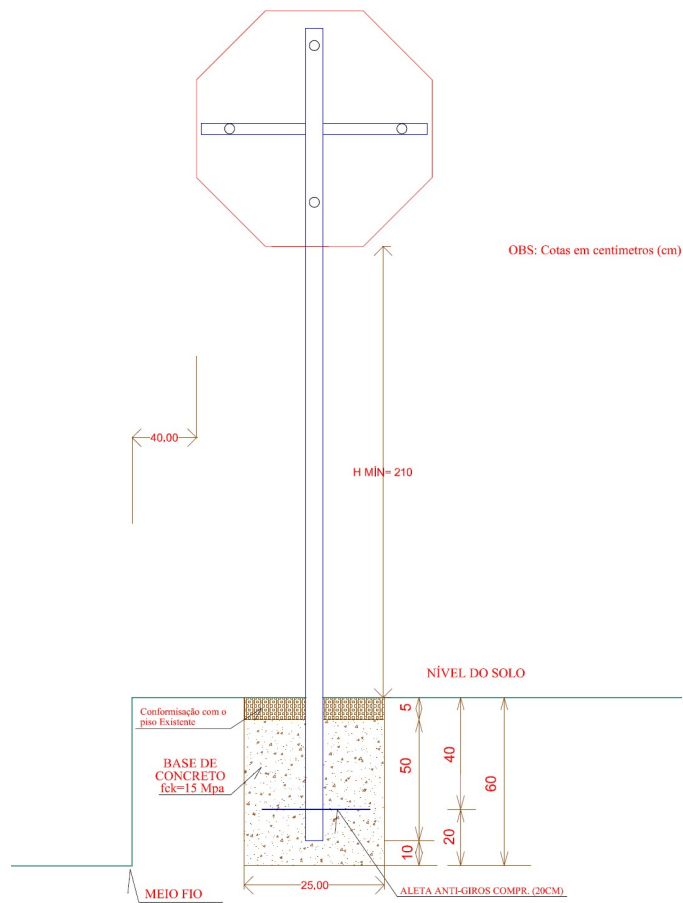 OBS: Cotas em centímetros (cm)
40.00
H MÍN= 210
NÍVEL DO SOLO
Conformisação com o
piso Existente
5
50
40
60
BASE DE
CONCRETO
fck=15 Mpa
20
10
25.00
MEIO FIO
ALETA ANTI-GIROS COMPR. (20CM)